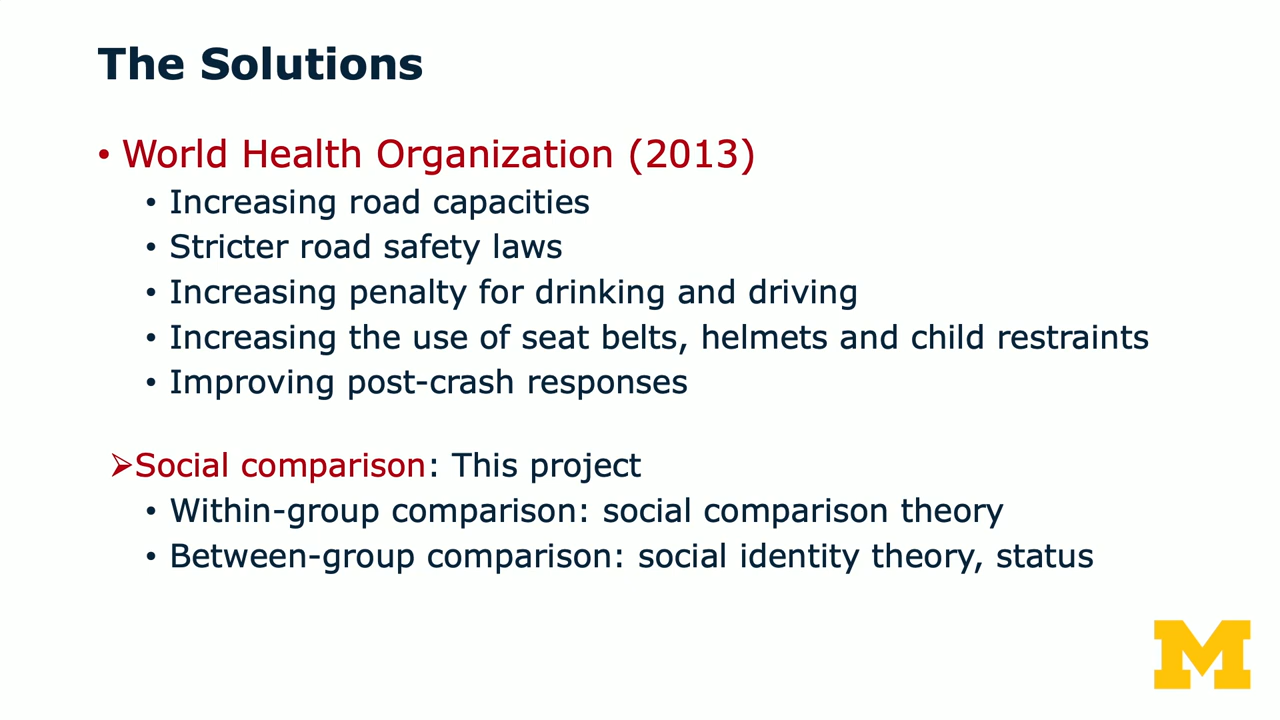 The Solutions
• World Health Organization (2013)
• Increasing road capacities
• Stricter road safety laws
• Increasing penalty for drinking and driving
• Increasing the use of seat belts, helmets and child restraints
• Improving post-crash responses
➢Social comparison: This project
• Within-group comparison: social comparison theory
• Between-group comparison: social identity theory, status
M